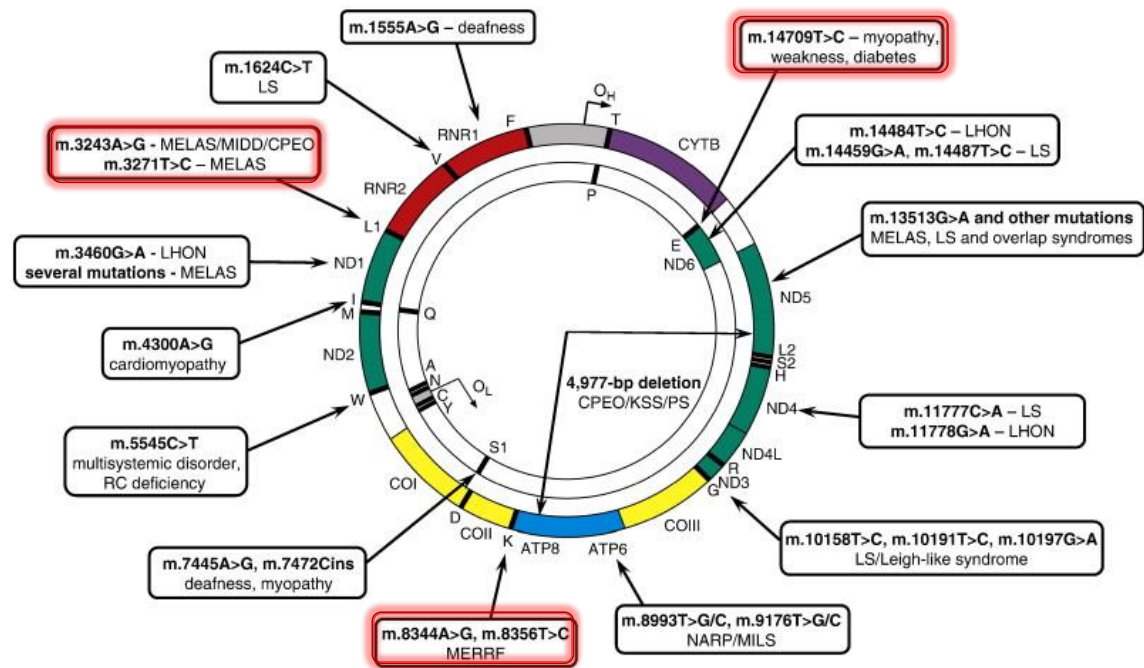 m.1555A>G – deafness
m.14709T>C – myopathy,
weakness, diabetes
m.1624C>T
LS
m.3243A>G - MELAS/MIDD/CPEO
m.3271T>C – MELAS
m.14484T>C – LHON
m.14459G>A, m.14487T>C – LS
m.3460G>A - LHON
several mutations - MELAS
m.13513G>A and other mutations
MELAS, LS and overlap syndromes
m.4300A>G
cardiomyopathy
4,977-bp deletion
CPEO/KSS/PS
m.11777C>A – LS
m.11778G>A – LHON
m.5545C>T
multisystemic disorder,
RC deficiency
m.7445A>G, m.7472Cins
deafness, myopathy
m.10158T>C, m.10191T>C, m.10197G>A
LS/Leigh-like syndrome
m.8344A>G, m.8356T>C
MERRF
m.8993T>G/C, m.9176T>G/C
NARP/MILS
OH
F
T
RNR1
CYTB
V
RNR2
P
L1
E
ND6
ND1
ND5
I
M
Q
ND2
L2
S2
H
A
N
C
Y
OL
W
ND4
ND4L
R
ND3
G
S1
COI
D
COII
K
ATP8
ATP6
COIII